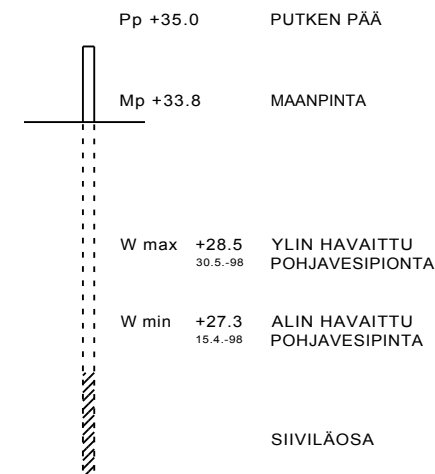 Pp +35.0 PUTKEN PÄÄ
Mp +33.8 MAANPINTA
W max +28.5 YLIN HAVAITTU
30.5.-98 POHJAVESIPIONTA
W min +27.3 ALIN HAVAITTU
15.4.-98 POHJAVESIPINTA
SIIVILÄOSA